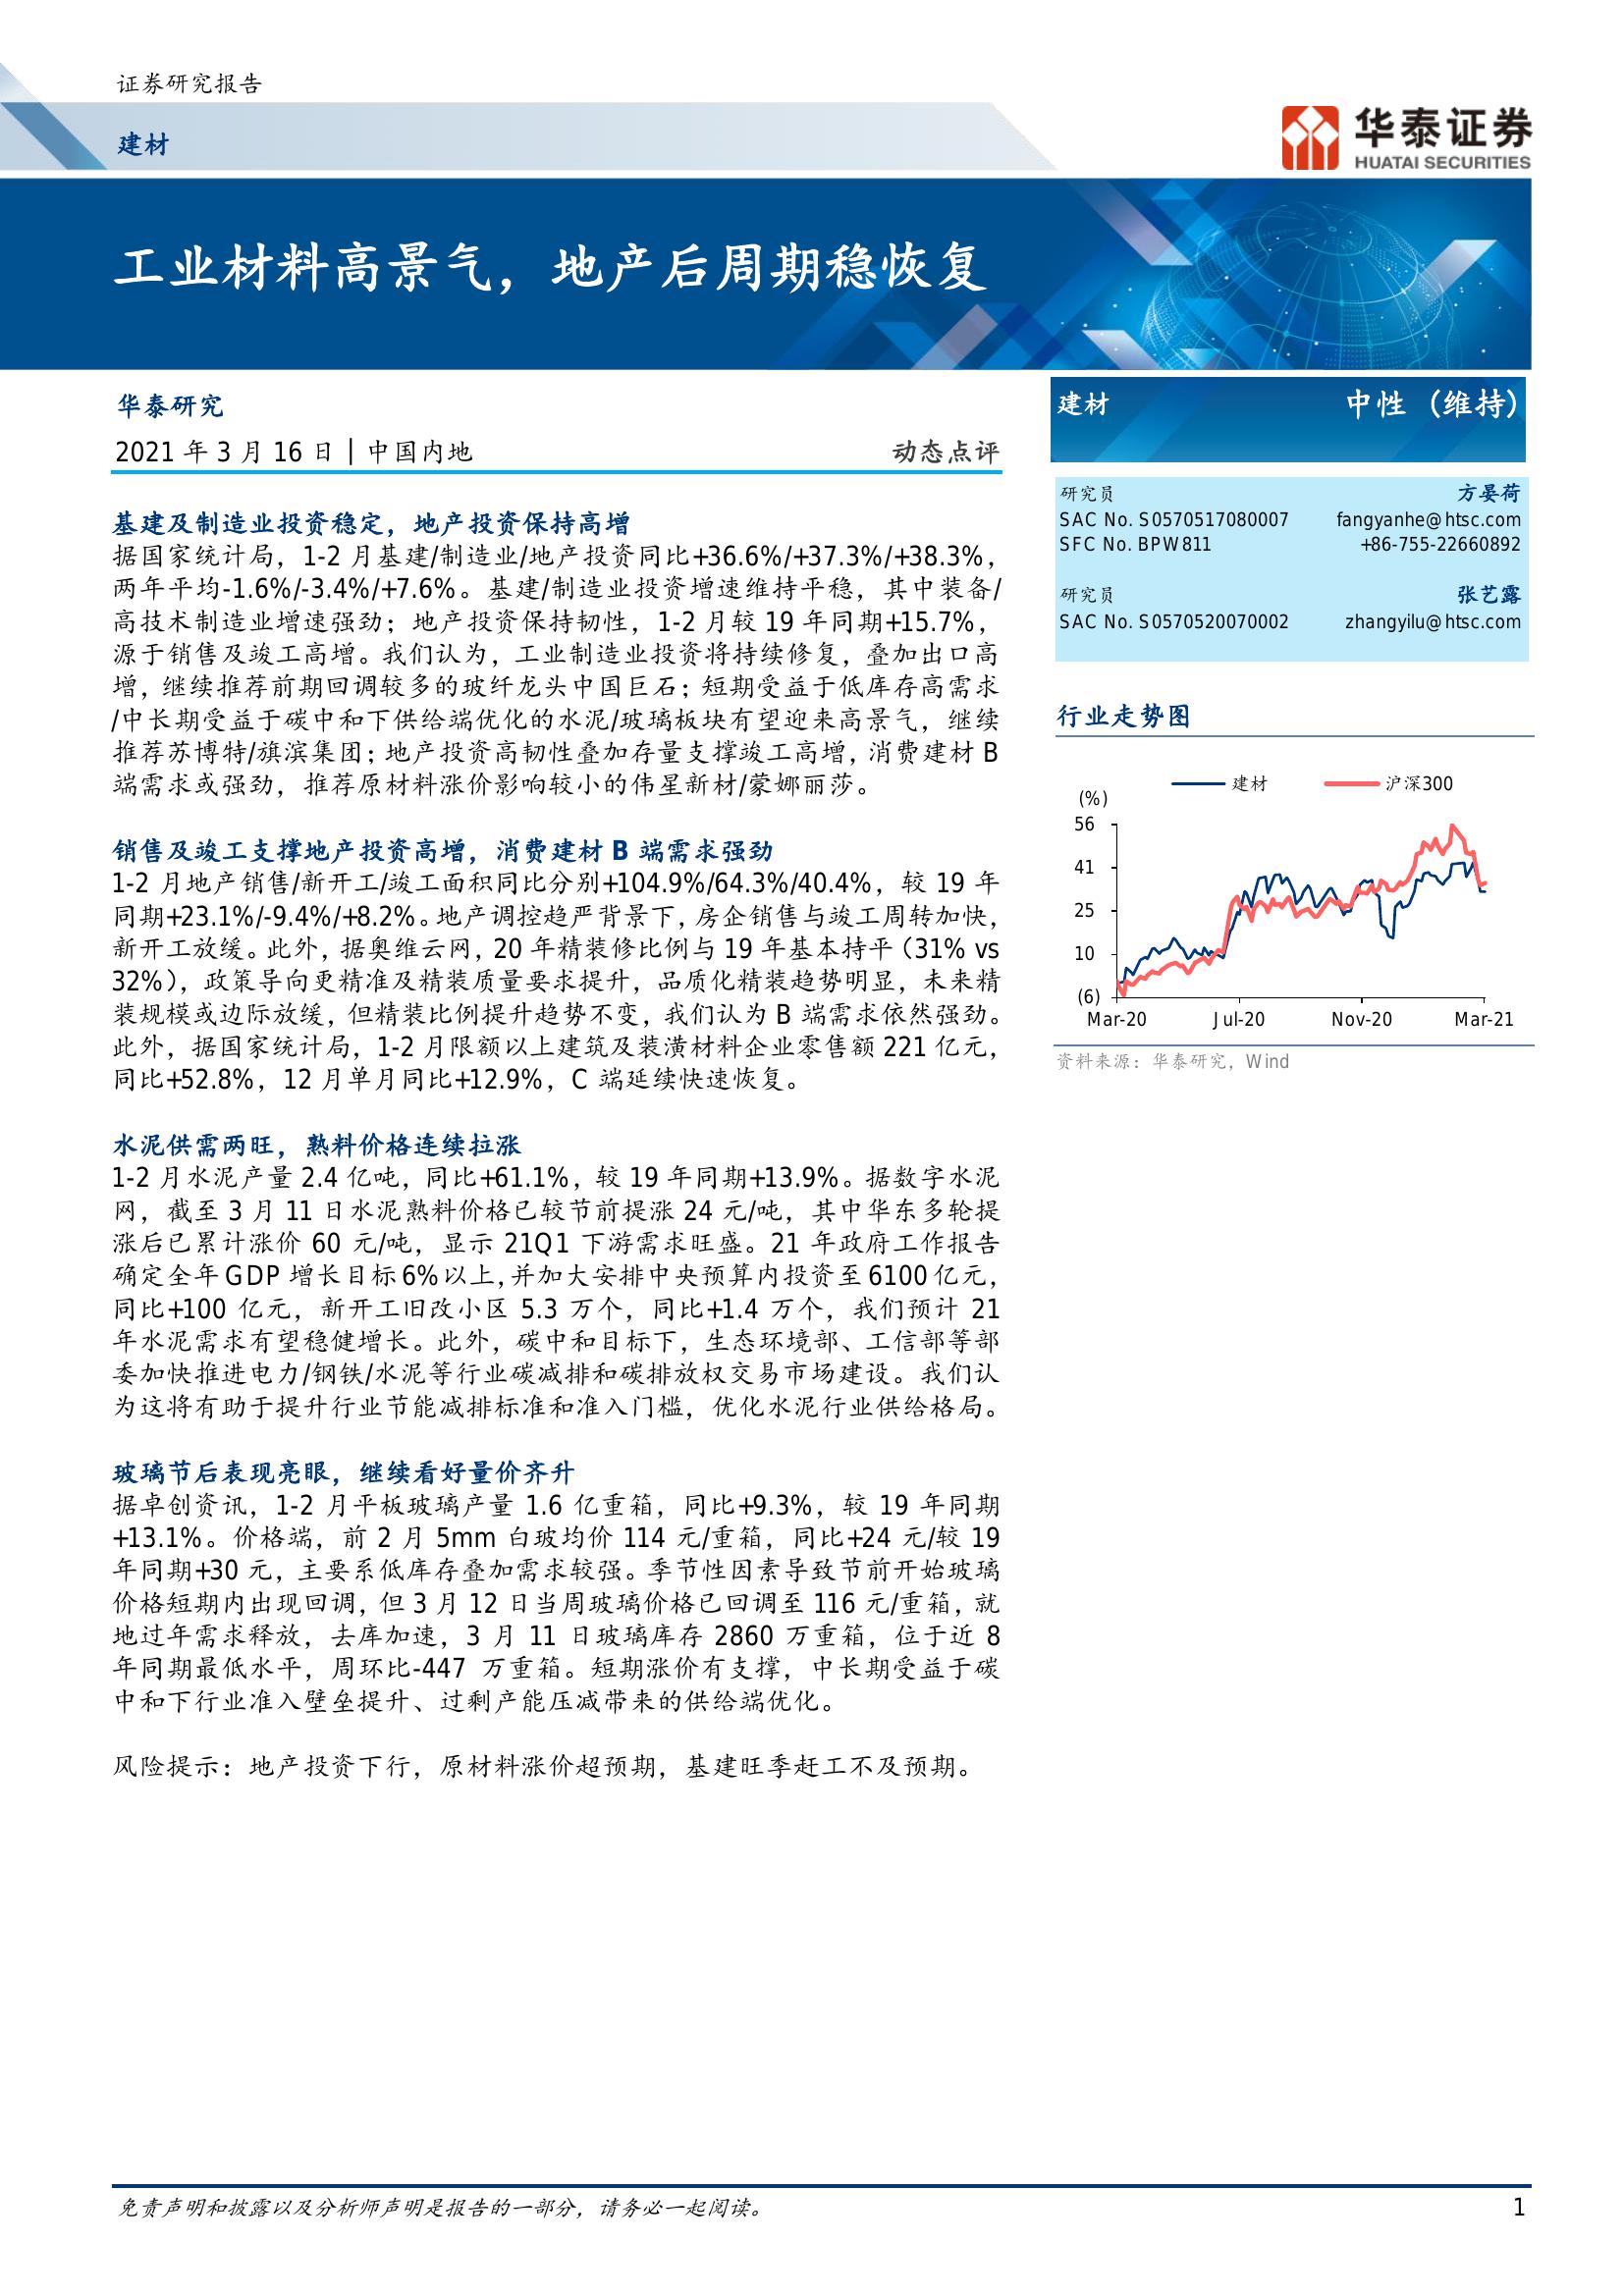 证券研究报告
建材
华泰证券
HUATAI SECURITIES
工业材料高景气，地产后周期稳恢复
华泰研究
2021 年 3 月 16 日 | 中国内地
动态点评
基建及制造业投资稳定，地产投资保持高增
据国家统计局，1-2 月基建/制造业/地产投资同比+36.6%/+37.3%/+38.3%，
两年平均-1.6%/-3.4%/+7.6%。基建/制造业投资增速维持平稳，其中装备/
高技术制造业增速强劲；地产投资保持韧性，1-2 月较 19 年同期+15.7%，
源于销售及竣工高增。我们认为，工业制造业投资将持续修复，叠加出口高
增，继续推荐前期回调较多的玻纤龙头中国巨石；短期受益于低库存高需求
/中长期受益于碳中和下供给端优化的水泥/玻璃板块有望迎来高景气，继续
推荐苏博特/旗滨集团；地产投资高韧性叠加存量支撑竣工高增，消费建材 B
端需求或强劲，推荐原材料涨价影响较小的伟星新材/蒙娜丽莎。
销售及竣工支撑地产投资高增，消费建材 B 端需求强劲
1-2 月地产销售/新开工/竣工面积同比分别+104.9%/64.3%/40.4%，较 19 年
同期+23.1%/-9.4%/+8.2%。地产调控趋严背景下，房企销售与竣工周转加快，
新开工放缓。此外，据奥维云网，20 年精装修比例与 19 年基本持平（31% vs
32%），政策导向更精准及精装质量要求提升，品质化精装趋势明显，未来精
装规模或边际放缓，但精装比例提升趋势不变，我们认为 B 端需求依然强劲。
此外，据国家统计局，1-2 月限额以上建筑及装潢材料企业零售额 221 亿元，
同比+52.8%，12 月单月同比+12.9%，C 端延续快速恢复。
水泥供需两旺，熟料价格连续拉涨
1-2 月水泥产量 2.4 亿吨，同比+61.1%，较 19 年同期+13.9%。据数字水泥
网，截至 3 月 11 日水泥熟料价格已较节前提涨 24 元/吨，其中华东多轮提
涨后已累计涨价 60 元/吨，显示 21Q1 下游需求旺盛。21 年政府工作报告
确定全年 GDP 增长目标 6%以上，并加大安排中央预算内投资至 6100 亿元，
同比+100 亿元，新开工旧改小区 5.3 万个，同比+1.4 万个，我们预计 21
年水泥需求有望稳健增长。此外，碳中和目标下，生态环境部、工信部等部
委加快推进电力/钢铁/水泥等行业碳减排和碳排放权交易市场建设。我们认
为这将有助于提升行业节能减排标准和准入门槛，优化水泥行业供给格局。
玻璃节后表现亮眼，继续看好量价齐升
据卓创资讯，1-2 月平板玻璃产量 1.6 亿重箱，同比+9.3%，较 19 年同期
+13.1%。价格端，前 2 月 5mm 白玻均价 114 元/重箱，同比+24 元/较 19
年同期+30 元，主要系低库存叠加需求较强。季节性因素导致节前开始玻璃
价格短期内出现回调，但 3 月 12 日当周玻璃价格已回调至 116 元/重箱，就
地过年需求释放，去库加速，3 月 11 日玻璃库存 2860 万重箱，位于近 8
年同期最低水平，周环比-447 万重箱。短期涨价有支撑，中长期受益于碳
中和下行业准入壁垒提升、过剩产能压减带来的供给端优化。
风险提示：地产投资下行，原材料涨价超预期，基建旺季赶工不及预期。
建材 中性（维持）
研究员 方晏荷
SAC No. S0570517080007 fangyanhe@htsc.com
SFC No. BPW811 +86-755-22660892
研究员 张艺露
SAC No. S0570520070002 zhangyilu@htsc.com
行业走势图
建材 沪深300
(%)
56
41
25
10
(6)
Mar-20 Jul-20 Nov-20 Mar-21
资料来源：华泰研究，Wind
免责声明和披露以及分析师声明是报告的一部分，请务必一起阅读。 1